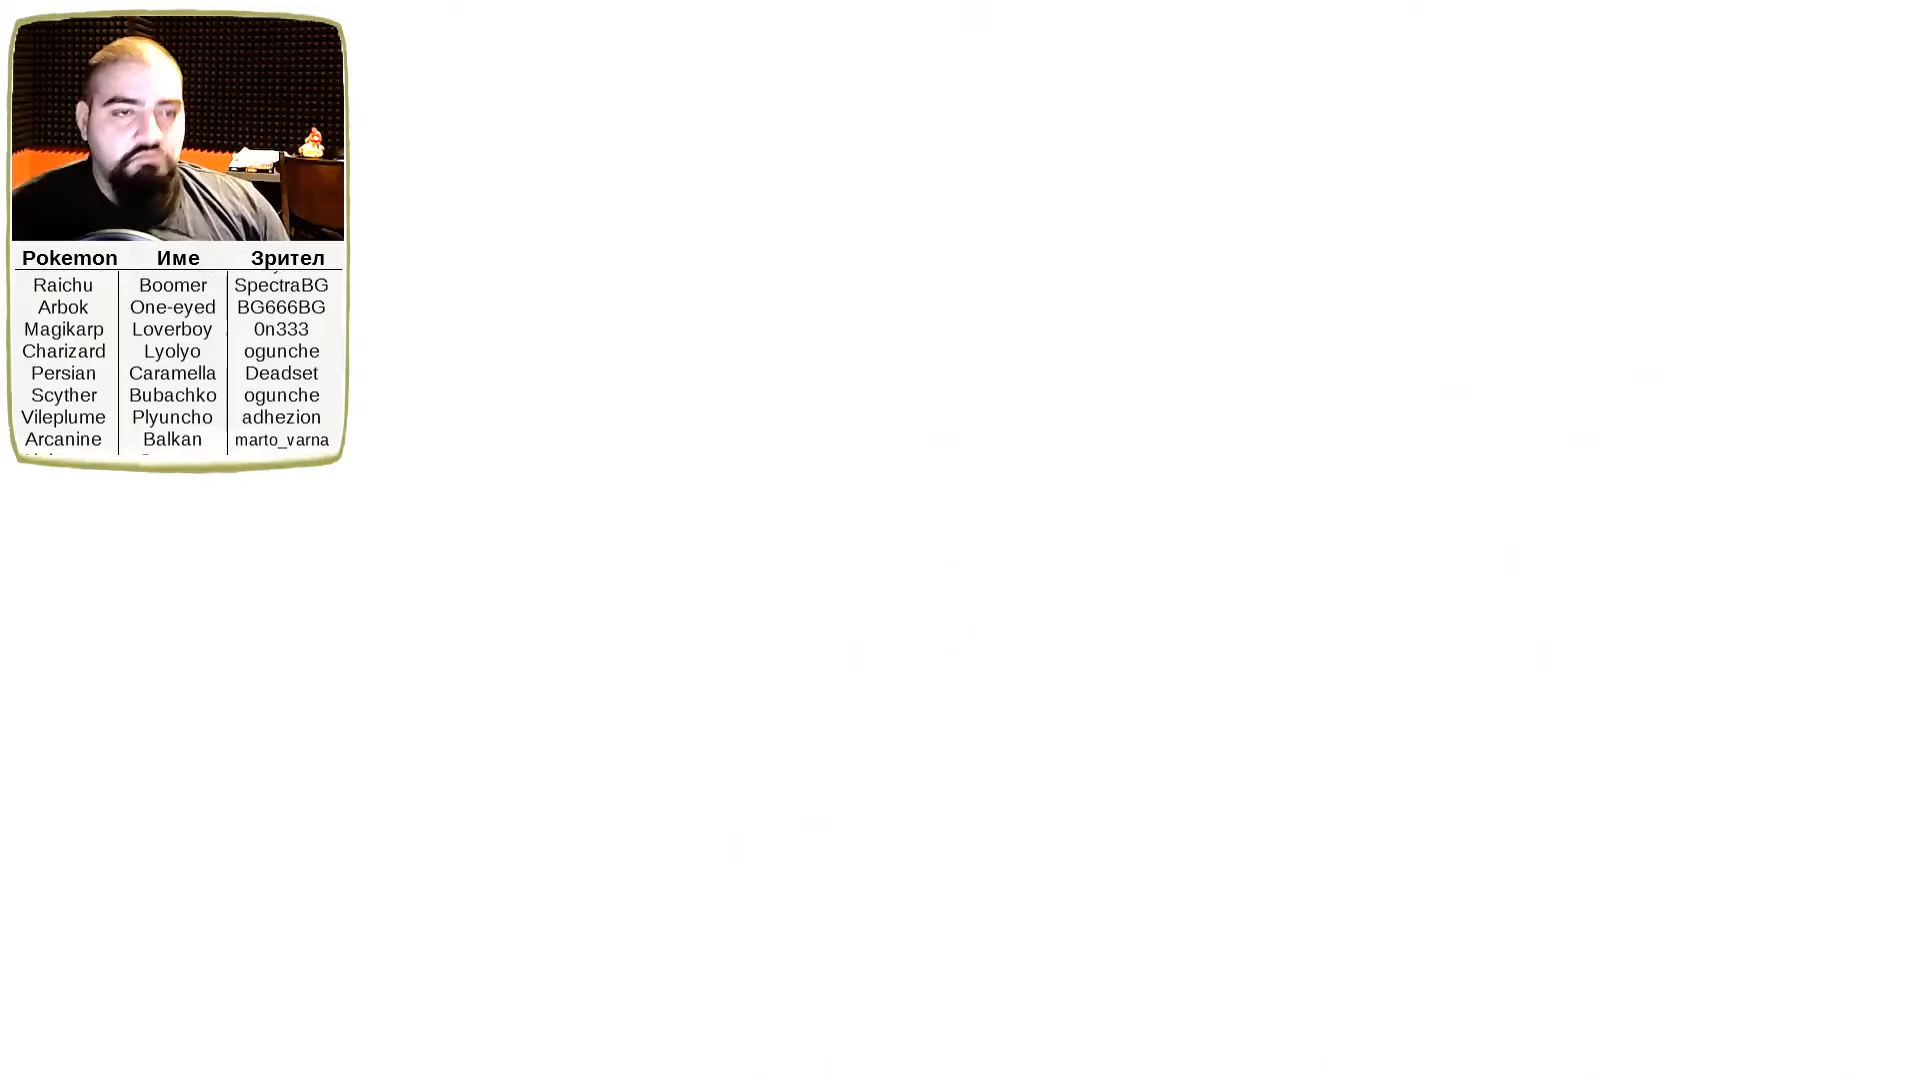 Pokemon Име Зрител
Raichu Boomer SpectraBG
Arbok One-eyed BG666BG
Magikarp Loverboy 0n333
Charizard Lyolyo ogunche
Persian Caramella Deadset
Scyther Bubachko ogunche
Vileplume Plyuncho adhezion
Arcanine Balkan marto_varna